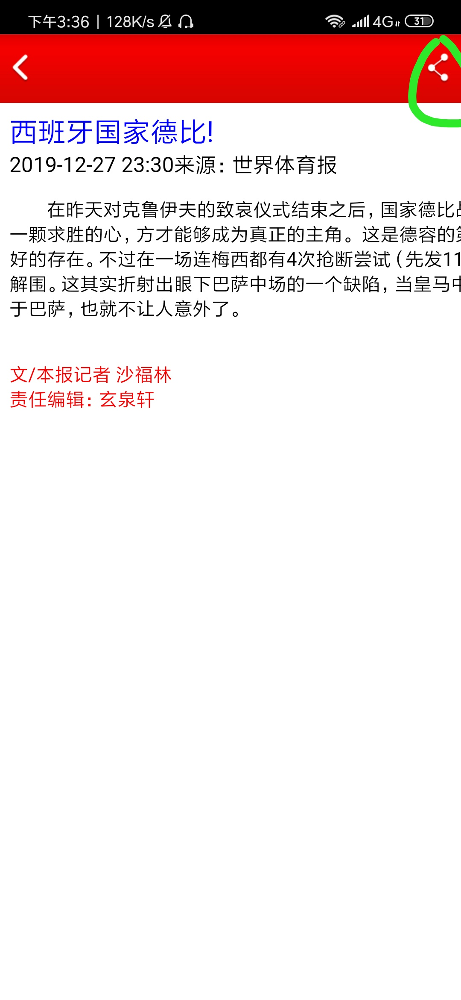 下午3:36 | 128K/s 4G 31
西班牙国家德比!
2019-12-27 23:30来源：世界体育报
在昨天对克鲁伊夫的致哀仪式结束之后，国家德比
一颗求胜的心，方才能够成为真正的主角。这是德容的
好的存在。不过在一场连梅西都有4次抢断尝试（先发11
解围。这其实折射出眼下巴萨中场的一个缺陷，当皇马
于巴萨，也就不让人意外了。
文/本报记者 沙福林
责任编辑：玄泉轩